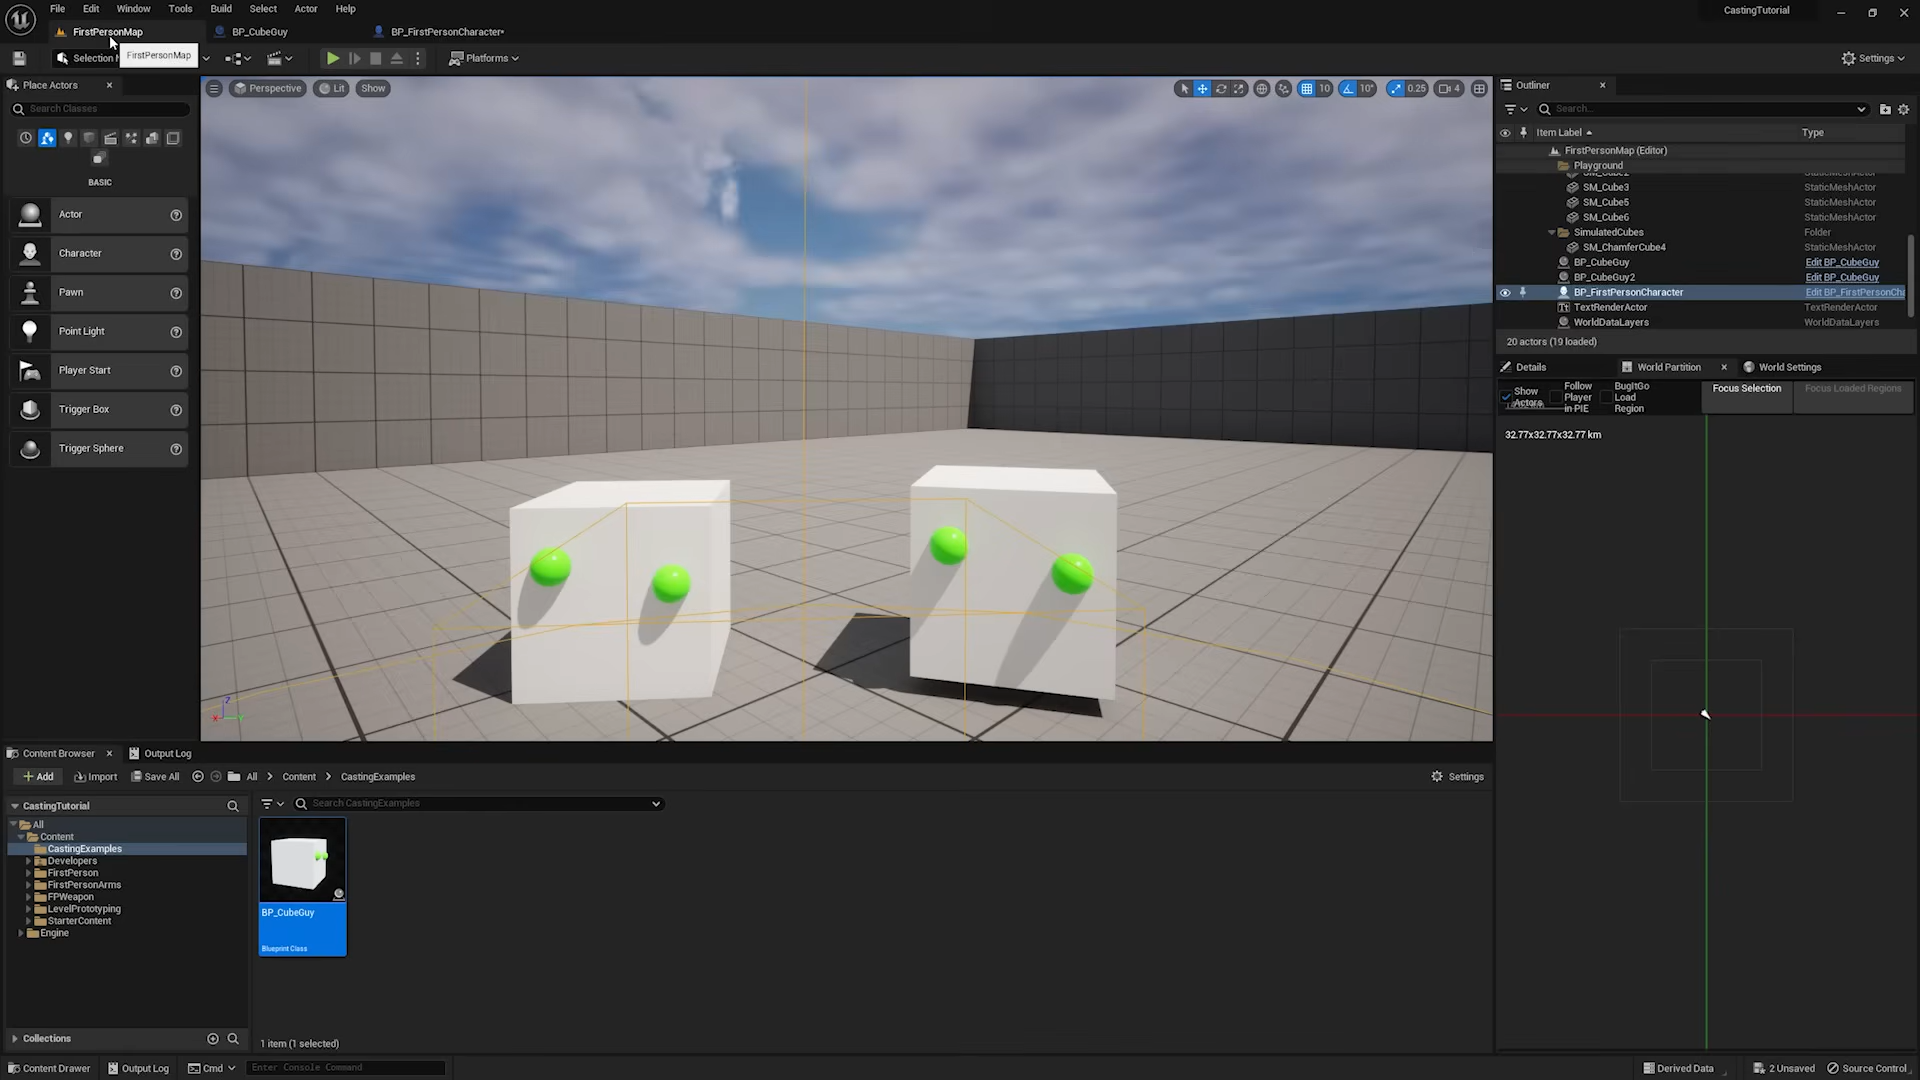 File Edit Window Tools Build Select Actor Help
CastingTutorial
FirstPersonMap
BP_CubeGuy
BP_FirstPersonCharacter*
Selection
FirstPersonMap
Platforms
Settings
Place Actors
Search Classes
BASIC
Actor
Character
Pawn
Point Light
Player Start
Trigger Box
Trigger Sphere
Perspective
Lit
Show
10
10°
0.25
4
Outliner
Search...
Item Label
Type
FirstPersonMap (Editor)
Playground
SM_Cube2 StaticMeshActor
SM_Cube3 StaticMeshActor
SM_Cube5 StaticMeshActor
SM_Cube6 StaticMeshActor
SimulatedCubes Folder
SM_ChamferCube4 StaticMeshActor
BP_CubeGuy Edit BP_CubeGuy
BP_CubeGuy2 Edit BP_CubeGuy
BP_FirstPersonCharacter Edit BP_FirstPersonCha
TextRenderActor TextRenderActor
WorldDataLayers WorldDataLayers
20 actors (19 loaded)
Details
World Partition
World Settings
Show Actors
Follow Player in PIE
BugItGo Load Region
Focus Selection
Focus Loaded Regions
32.77x32.77x32.77 km
Z
X
Content Browser
Output Log
Add
Import
Save All
All > Content > CastingExamples
Settings
CastingTutorial
Search CastingExamples
All
Content
CastingExamples
Developers
FirstPerson
FirstPersonArms
FPWeapon
LevelPrototyping
StarterContent
Engine
BP_CubeGuy
Blueprint Class
Collections
1 item (1 selected)
Content Drawer
Output Log
Cmd
Enter Console Command
Derived Data
2 Unsaved
Source Control